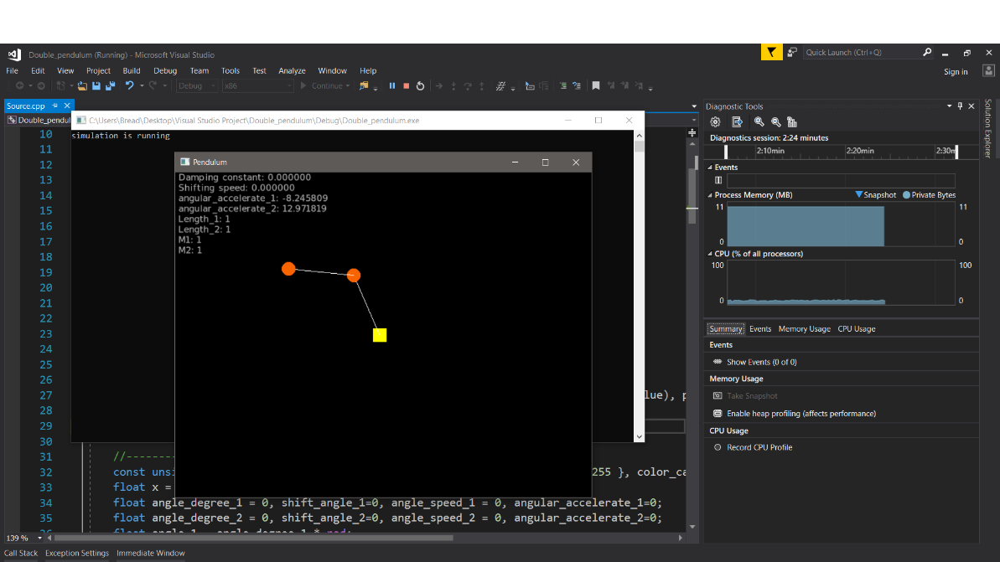 Double_pendulum (Running) - Microsoft Visual Studio
Quick Launch (Ctrl+Q)
File Edit View Project Build Debug Team Tools Test Analyze Window Help
Sign in
Debug x86 Continue
Source.cpp
Double_pendul
C:\Users\Bread\Desktop\Visual Studio Project\Double_pendulum\Debug\Double_pendulum.exe
simulation is running
Pendulum
Damping constant: 0.000000
Shifting speed: 0.000000
angular_accelerate_1: -8.245809
angular_accelerate_2: 12.971819
Length_1: 1
Length_2: 1
M1: 1
M2: 1
10
11
12
13
14
15
16
17
18
19
20
21
22
23
24
25
26
27 lue), p
28
29
30
31 //-------
32 const unsi 255 }, color_ca
33 float x =
34 float angle_degree_1 = 0, shift_angle_1=0, angle_speed_1 = 0, angular_accelerate_1=0;
35 float angle_degree_2 = 0, shift_angle_2=0, angle_speed_2 = 0, angular_accelerate_2=0;
139 %
Call Stack Exception Settings Immediate Window
Diagnostic Tools
Diagnostics session: 2:24 minutes
2:10min 2:20min 2:30m
Events
Process Memory (MB) Snapshot Private Bytes
11 11
0 0
CPU (% of all processors)
100 100
0 0
Summary Events Memory Usage CPU Usage
Events
Show Events (0 of 0)
Memory Usage
Take Snapshot
Enable heap profiling (affects performance)
CPU Usage
Record CPU Profile
Solution Explorer